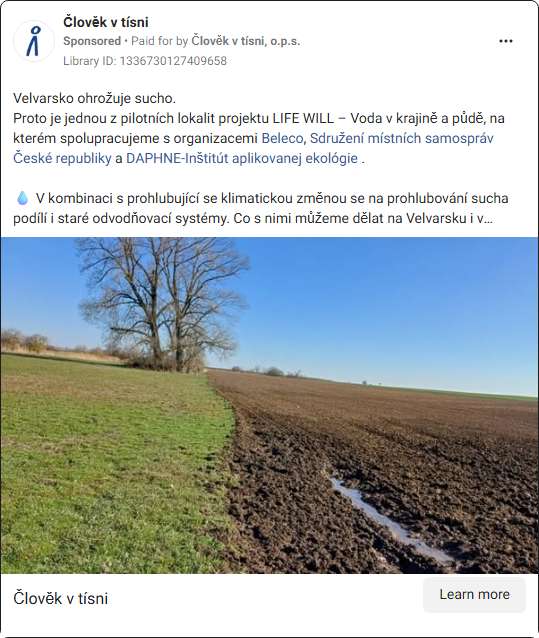 Člověk v tísni
Sponsored • Paid for by Člověk v tísni, o.p.s.
Library ID: 1336730127409658
Velvarsko ohrožuje sucho.
Proto je jednou z pilotních lokalit projektu LIFE WILL – Voda v krajině a půdě, na
kterém spolupracujeme s organizacemi Beleco, Sdružení místních samospráv
České republiky a DAPHNE-Inštitút aplikovanej ekológie .
💧 V kombinaci s prohlubující se klimatickou změnou se na prohlubování sucha
podílí i staré odvodňovací systémy. Co s nimi můžeme dělat na Velvarsku i v...
Člověk v tísni
Learn more